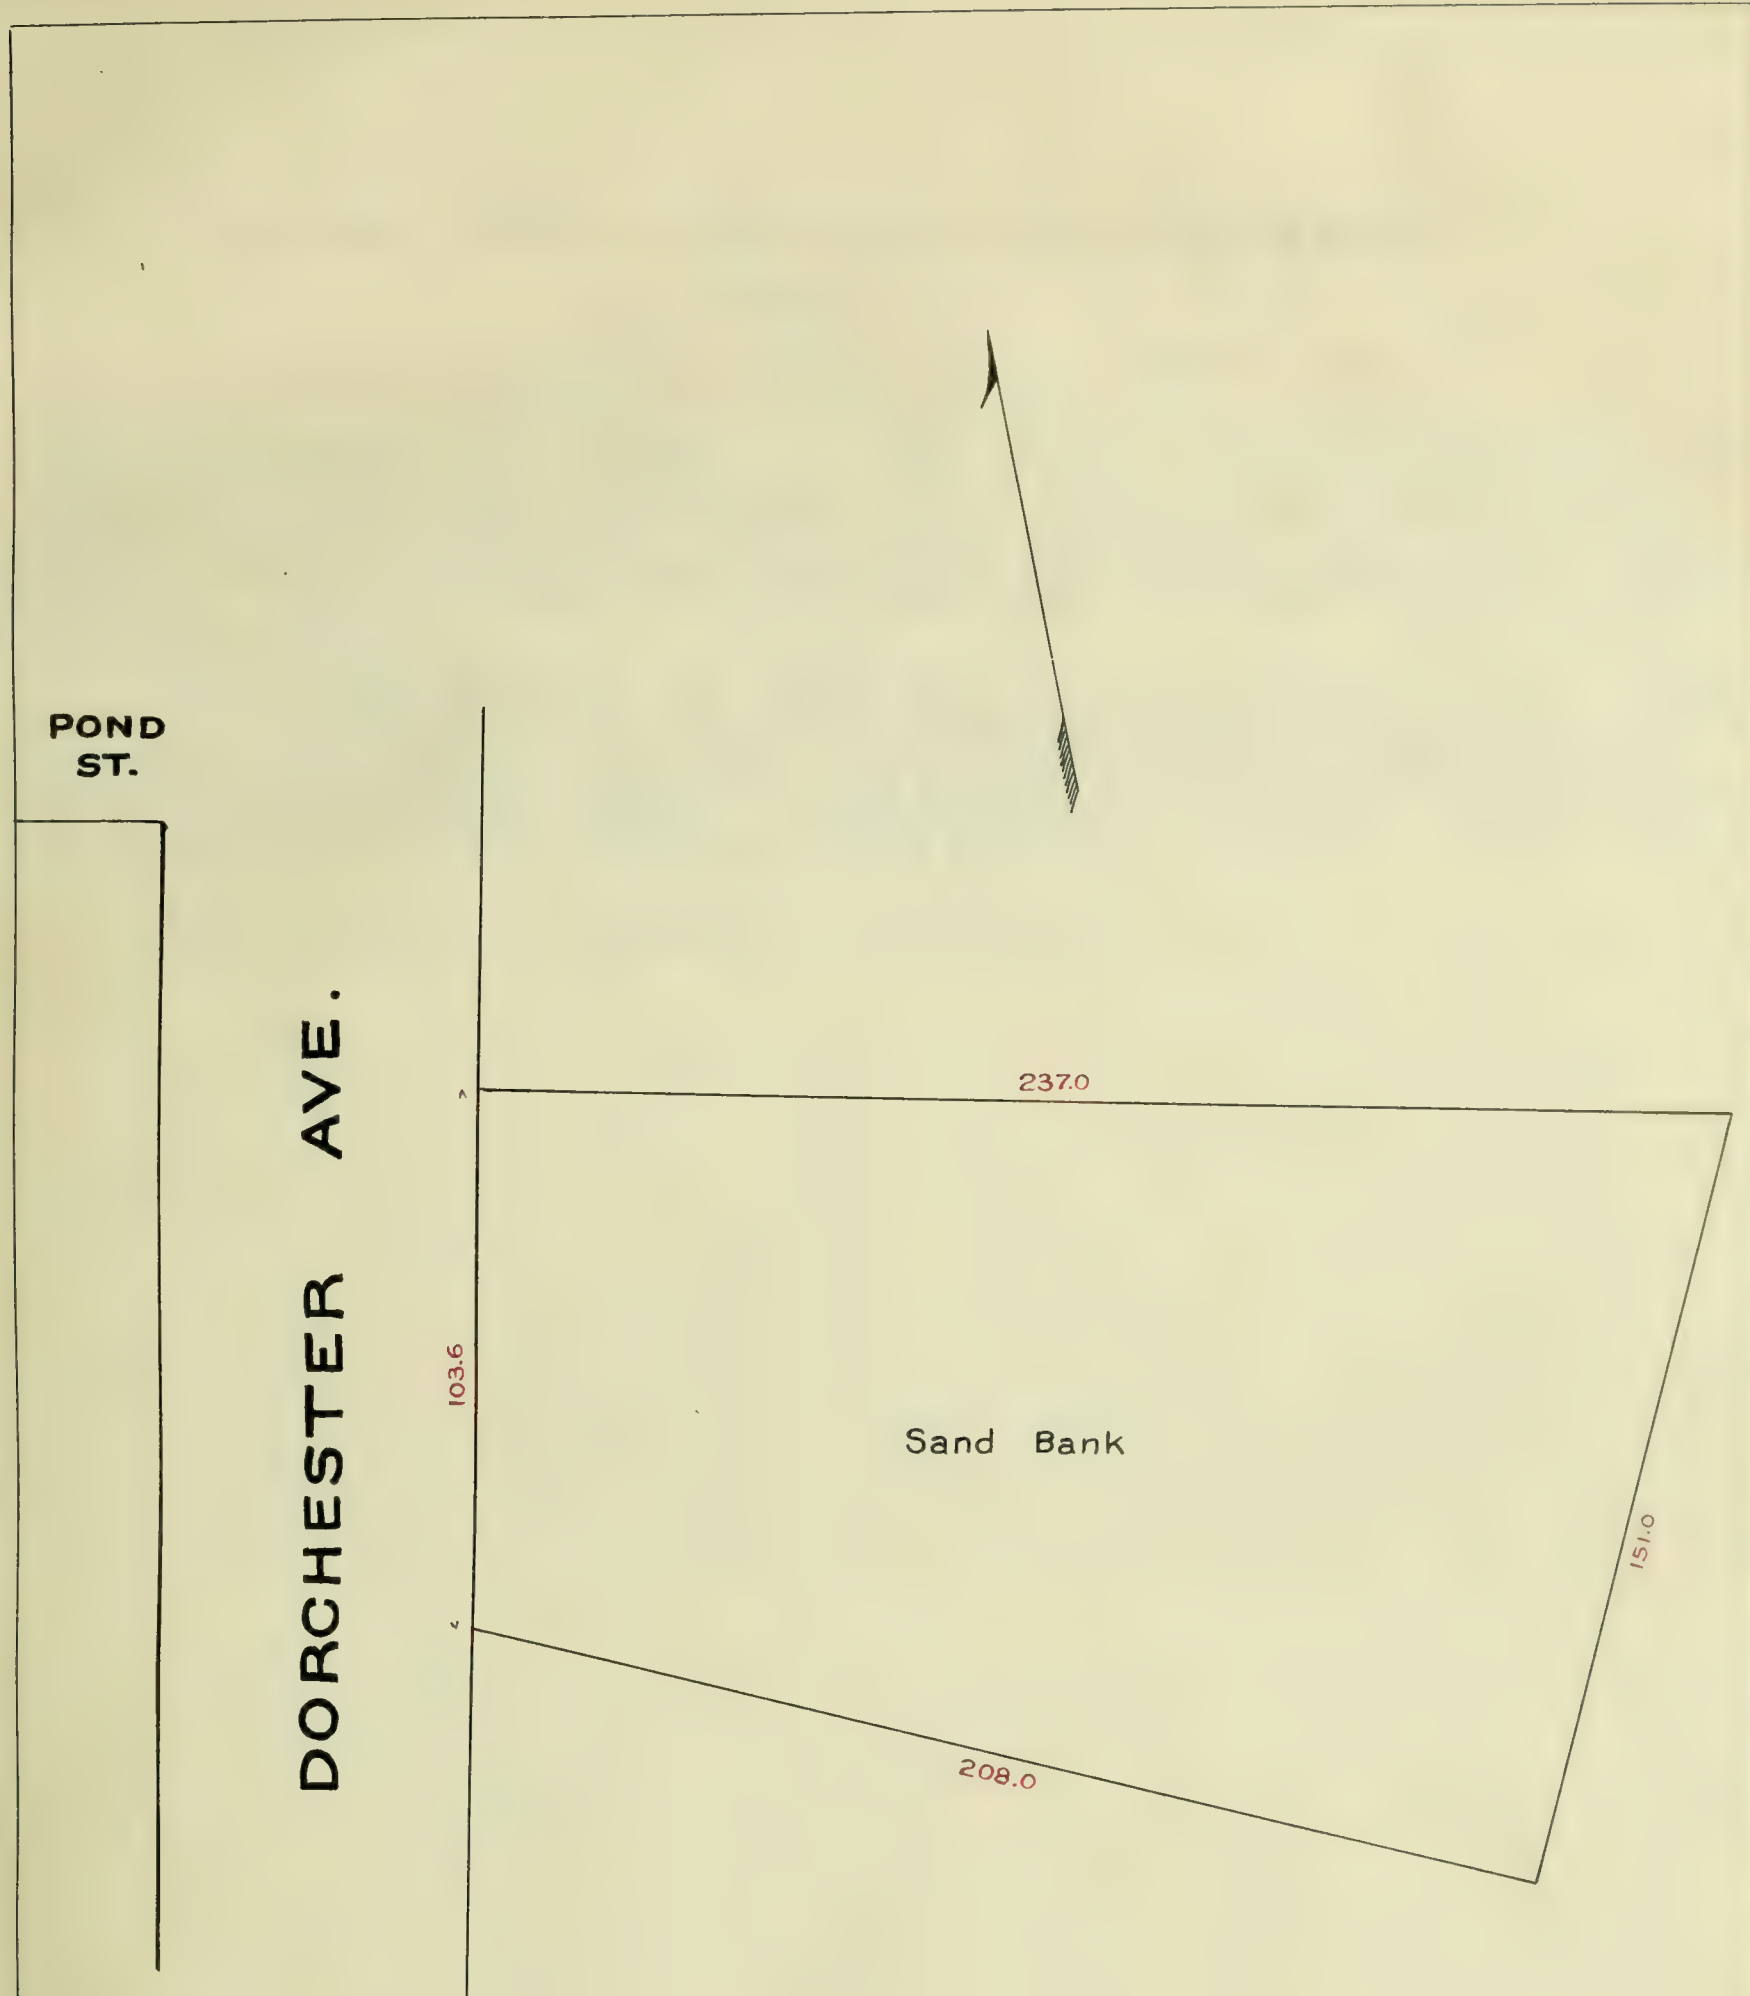 POND
ST.
DORCHESTER AVE.
237.0
103.6
Sand Bank
151.0
208.0